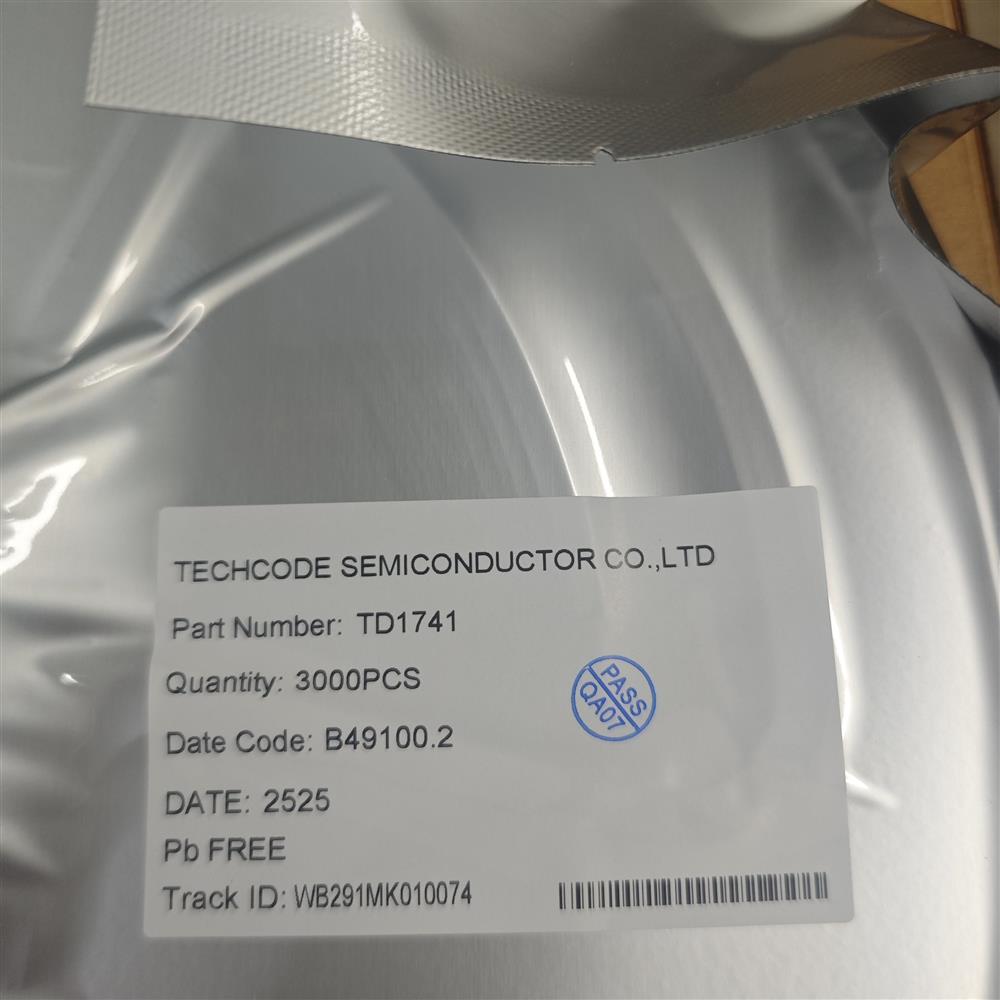 TECHCODE SEMICONDUCTOR CO.,LTD
Part Number: TD1741
Quantity: 3000PCS
PASS
QA07
Date Code: B49100.2
DATE: 2525
Pb FREE
Track ID: WB291MK010074